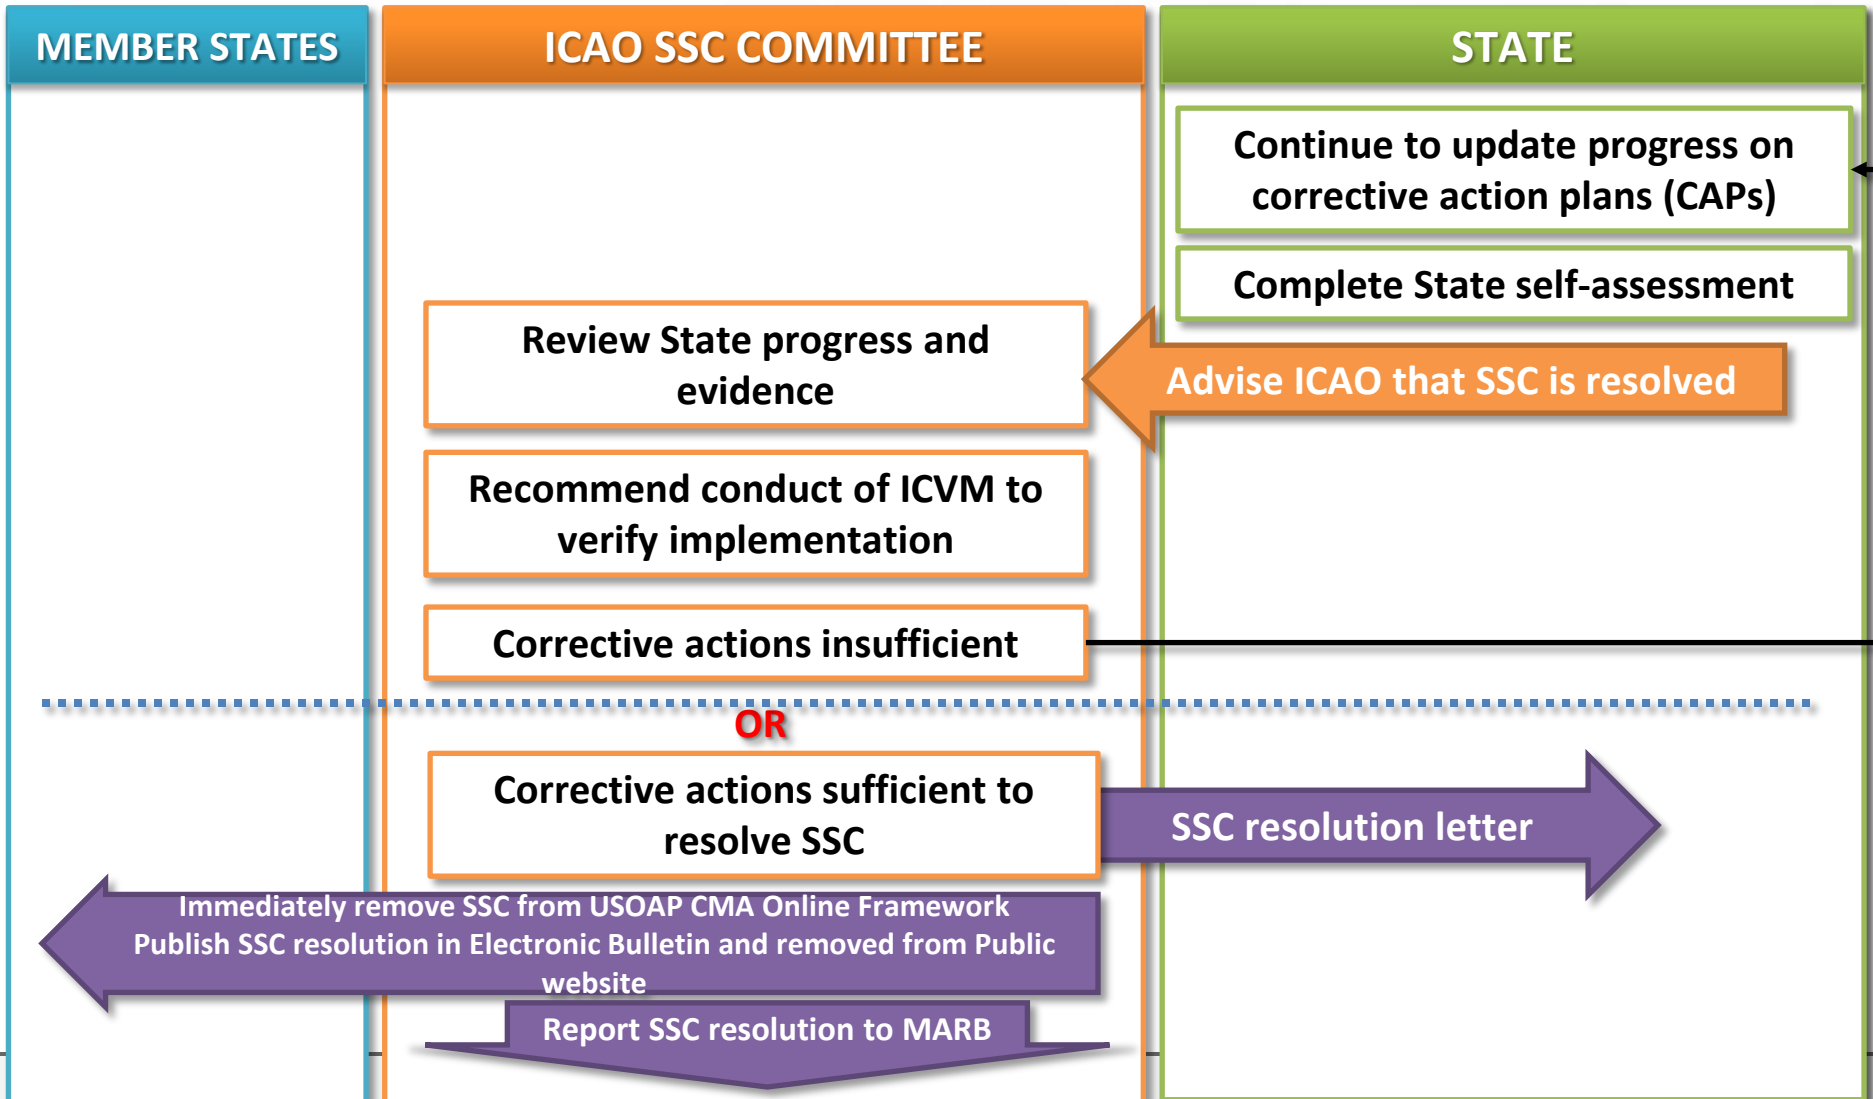 MEMBER STATES
ICAO SSC COMMITTEE
STATE
Continue to update progress on
corrective action plans (CAPs)
Complete State self-assessment
Review State progress and
evidence
Advise ICAO that SSC is resolved
Recommend conduct of ICVM to
verify implementation
Corrective actions insufficient
OR
Corrective actions sufficient to
resolve SSC
SSC resolution letter
Immediately remove SSC from USOAP CMA Online Framework
Publish SSC resolution in Electronic Bulletin and removed from Public
website
Report SSC resolution to MARB